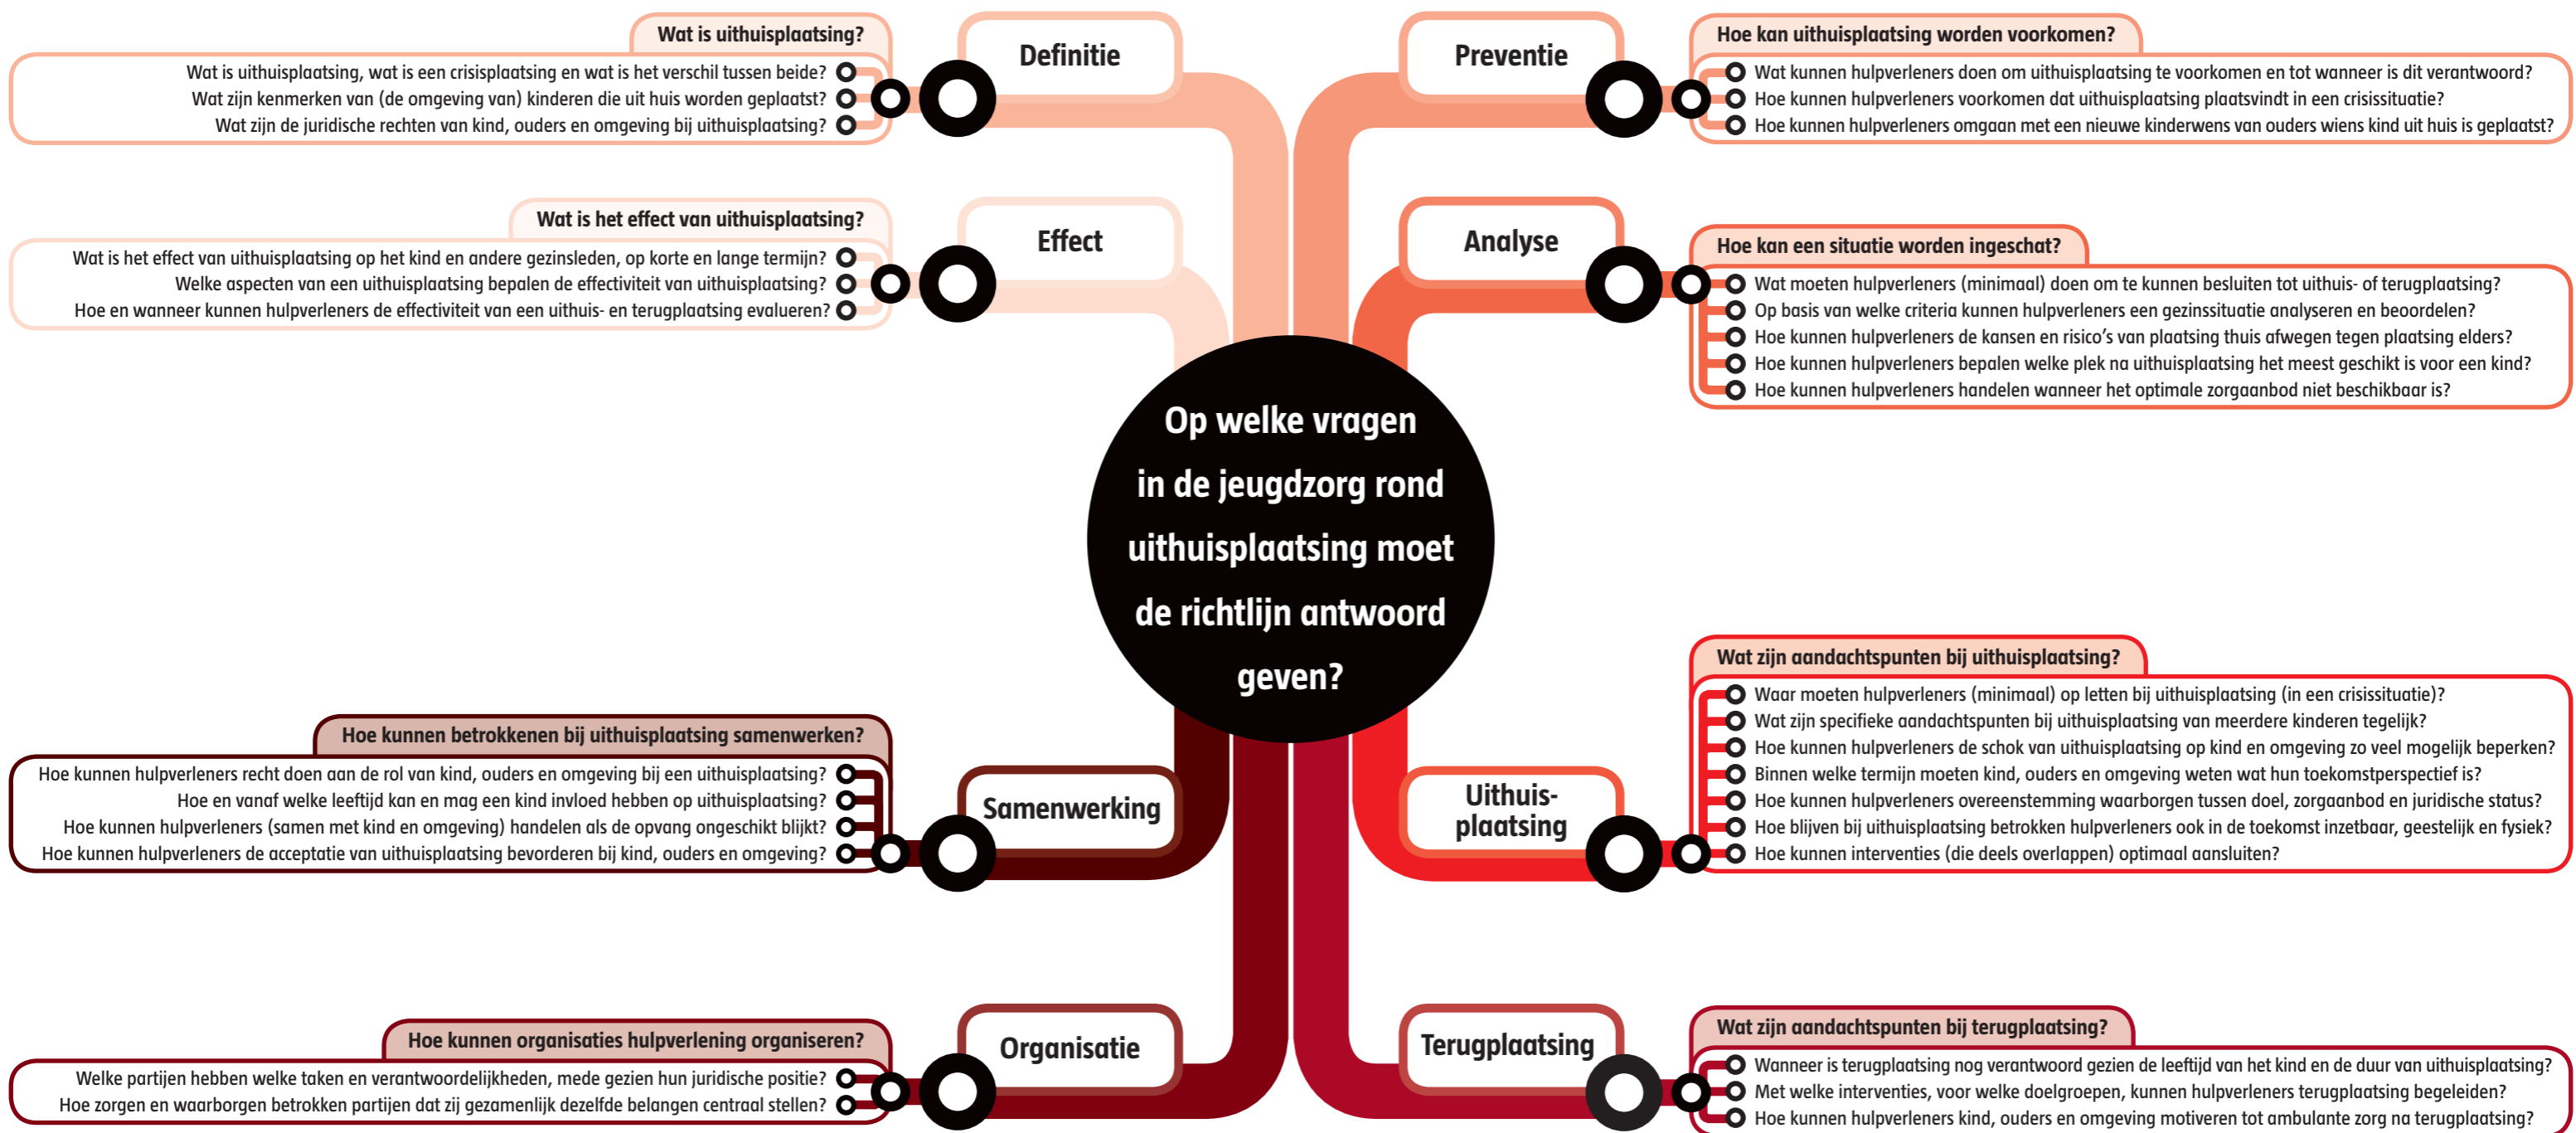 Op welke vragen
in de jeugdzorg rond
uithuisplaatsing moet
de richtlijn antwoord
geven?
Definitie
Wat is uithuisplaatsing?
Wat is uithuisplaatsing, wat is een crisisplaatsing en wat is het verschil tussen beide?
Wat zijn kenmerken van (de omgeving van) kinderen die uit huis worden geplaatst?
Wat zijn de juridische rechten van kind, ouders en omgeving bij uithuisplaatsing?
Effect
Wat is het effect van uithuisplaatsing?
Wat is het effect van uithuisplaatsing op het kind en andere gezinsleden, op korte en lange termijn?
Welke aspecten van een uithuisplaatsing bepalen de effectiviteit van uithuisplaatsing?
Hoe en wanneer kunnen hulpverleners de effectiviteit van een uithuis- en terugplaatsing evalueren?
Samenwerking
Hoe kunnen betrokkenen bij uithuisplaatsing samenwerken?
Hoe kunnen hulpverleners recht doen aan de rol van kind, ouders en omgeving bij een uithuisplaatsing?
Hoe en vanaf welke leeftijd kan en mag een kind invloed hebben op uithuisplaatsing?
Hoe kunnen hulpverleners (samen met kind en omgeving) handelen als de opvang ongeschikt blijkt?
Hoe kunnen hulpverleners de acceptatie van uithuisplaatsing bevorderen bij kind, ouders en omgeving?
Organisatie
Hoe kunnen organisaties hulpverlening organiseren?
Welke partijen hebben welke taken en verantwoordelijkheden, mede gezien hun juridische positie?
Hoe zorgen en waarborgen betrokken partijen dat zij gezamenlijk dezelfde belangen centraal stellen?
Preventie
Hoe kan uithuisplaatsing worden voorkomen?
Wat kunnen hulpverleners doen om uithuisplaatsing te voorkomen en tot wanneer is dit verantwoord?
Hoe kunnen hulpverleners voorkomen dat uithuisplaatsing plaatsvindt in een crisissituatie?
Hoe kunnen hulpverleners omgaan met een nieuwe kinderwens van ouders wiens kind uit huis is geplaatst?
Analyse
Hoe kan een situatie worden ingeschat?
Wat moeten hulpverleners (minimaal) doen om te kunnen besluiten tot uithuis- of terugplaatsing?
Op basis van welke criteria kunnen hulpverleners een gezinssituatie analyseren en beoordelen?
Hoe kunnen hulpverleners de kansen en risico's van plaatsing thuis afwegen tegen plaatsing elders?
Hoe kunnen hulpverleners bepalen welke plek na uithuisplaatsing het meest geschikt is voor een kind?
Hoe kunnen hulpverleners handelen wanneer het optimale zorgaanbod niet beschikbaar is?
Uithuis-
plaatsing
Wat zijn aandachtspunten bij uithuisplaatsing?
Waar moeten hulpverleners (minimaal) op letten bij uithuisplaatsing (in een crisissituatie)?
Wat zijn specifieke aandachtspunten bij uithuisplaatsing van meerdere kinderen tegelijk?
Hoe kunnen hulpverleners de schok van uithuisplaatsing op kind en omgeving zo veel mogelijk beperken?
Binnen welke termijn moeten kind, ouders en omgeving weten wat hun toekomstperspectief is?
Hoe kunnen hulpverleners overeenstemming waarborgen tussen doel, zorgaanbod en juridische status?
Hoe blijven bij uithuisplaatsing betrokken hulpverleners ook in de toekomst inzetbaar, geestelijk en fysiek?
Hoe kunnen interventies (die deels overlappen) optimaal aansluiten?
Terugplaatsing
Wat zijn aandachtspunten bij terugplaatsing?
Wanneer is terugplaatsing nog verantwoord gezien de leeftijd van het kind en de duur van uithuisplaatsing?
Met welke interventies, voor welke doelgroepen, kunnen hulpverleners terugplaatsing begeleiden?
Hoe kunnen hulpverleners kind, ouders en omgeving motiveren tot ambulante zorg na terugplaatsing?